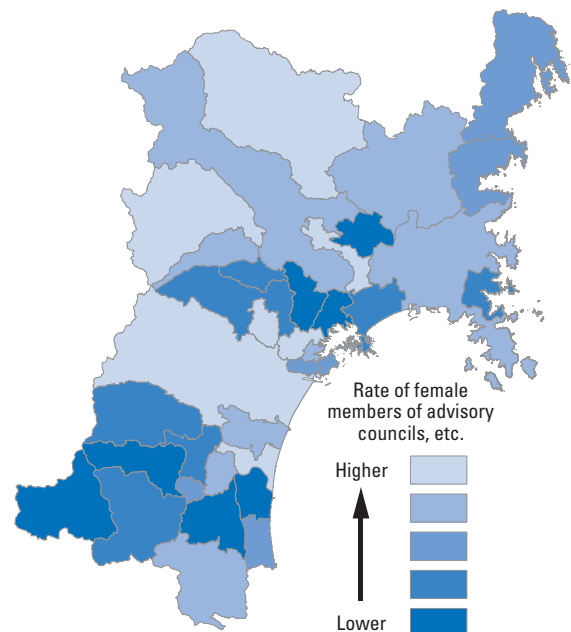 Rate of female
members of advisory
councils, etc.
Higher
Lower